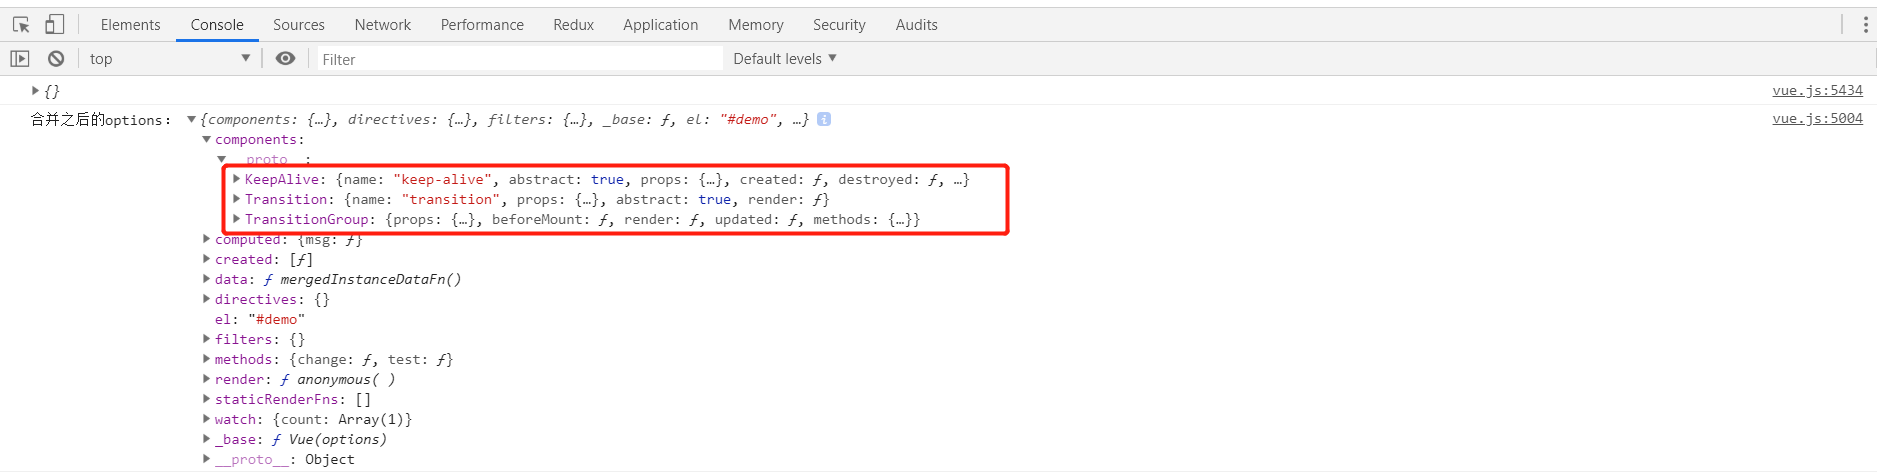 Elements Console Sources Network Performance Redux Application Memory Security Audits
top Filter Default levels
{} vue.js:5434
合并之后的options: {components: {…}, directives: {…}, filters: {…}, _base: ƒ, el: "#demo", …} i vue.js:5004
components:
__proto__:
KeepAlive: {name: "keep-alive", abstract: true, props: {…}, created: ƒ, destroyed: ƒ, …}
Transition: {name: "transition", props: {…}, abstract: true, render: ƒ}
TransitionGroup: {props: {…}, beforeMount: ƒ, render: ƒ, updated: ƒ, methods: {…}}
computed: {msg: ƒ}
created: [ƒ]
data: ƒ mergedInstanceDataFn()
directives: {}
el: "#demo"
filters: {}
methods: {change: ƒ, test: ƒ}
render: ƒ anonymous( )
staticRenderFns: []
watch: {count: Array(1)}
_base: ƒ Vue(options)
__proto__: Object